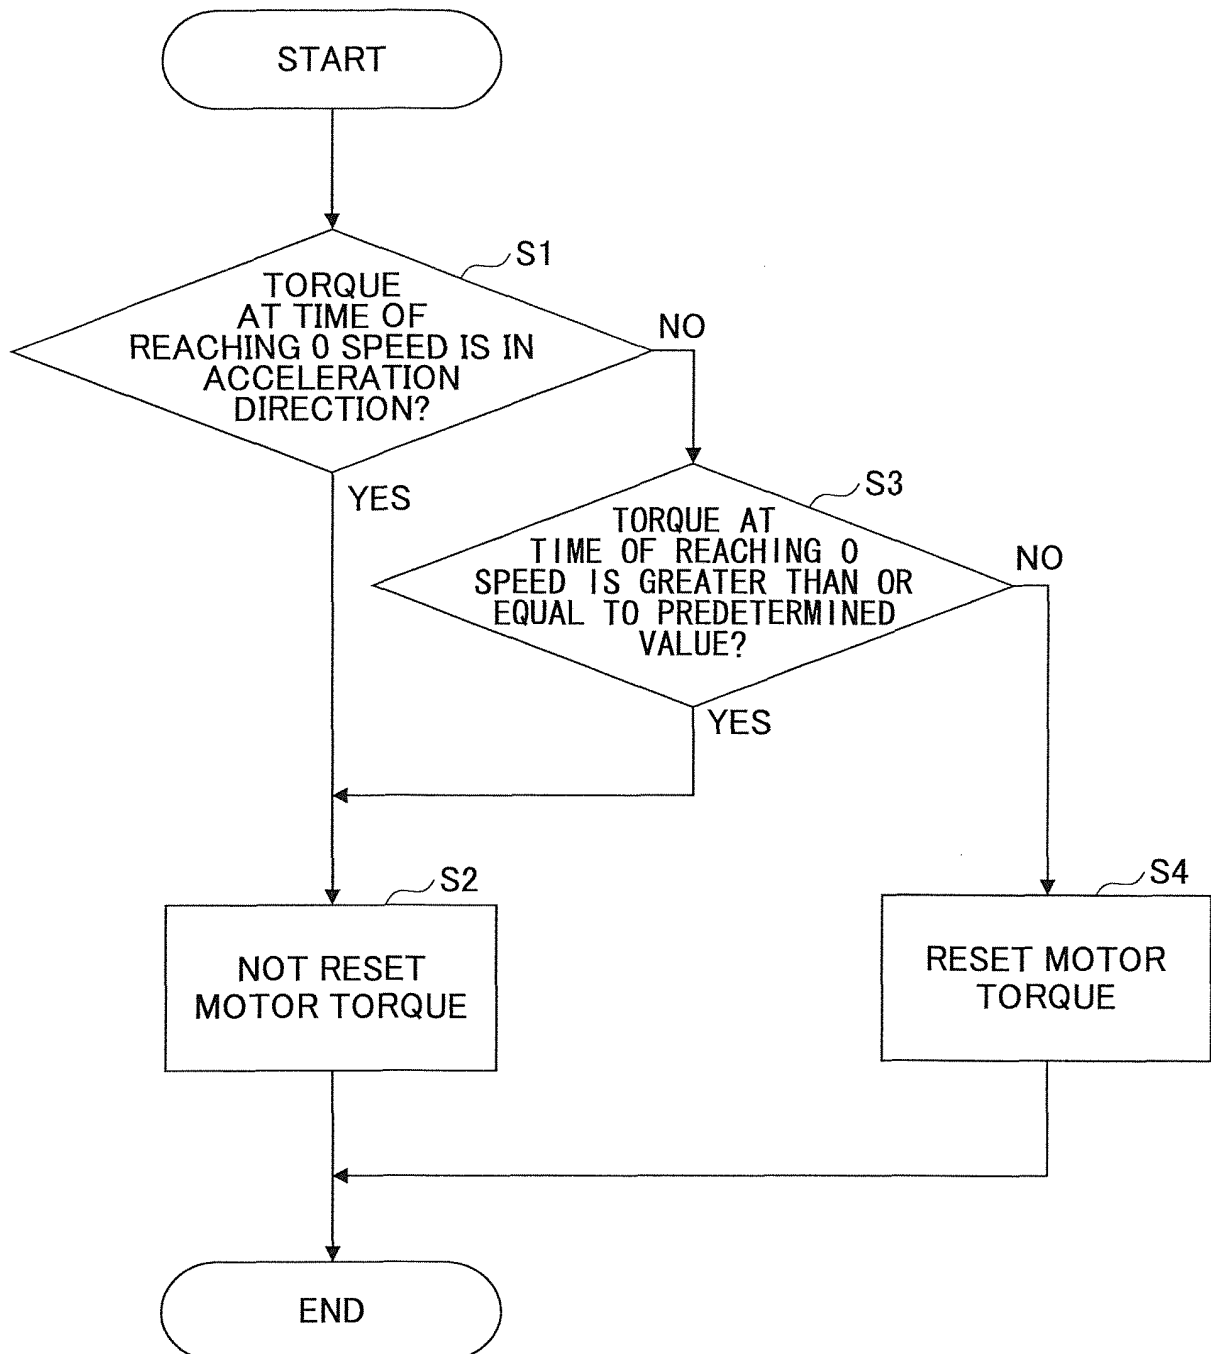 START
S1
TORQUE
AT TIME OF
REACHING 0 SPEED IS IN
ACCELERATION
DIRECTION?
NO
YES
S3
TORQUE AT
TIME OF REACHING 0
SPEED IS GREATER THAN OR
EQUAL TO PREDETERMINED
VALUE?
NO
YES
S2
NOT RESET
MOTOR TORQUE
S4
RESET MOTOR
TORQUE
END